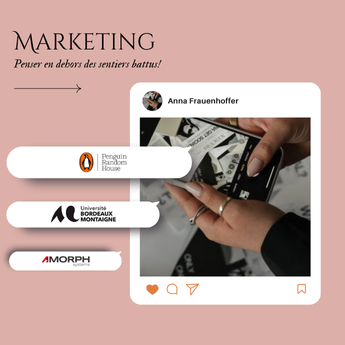 MARKETING
Penser en dehors des sentiers battus!
Anna Frauenhoffer
Penguin
Random
House
Université
BORDEAUX
MONTAIGNE
AMORPH
systems